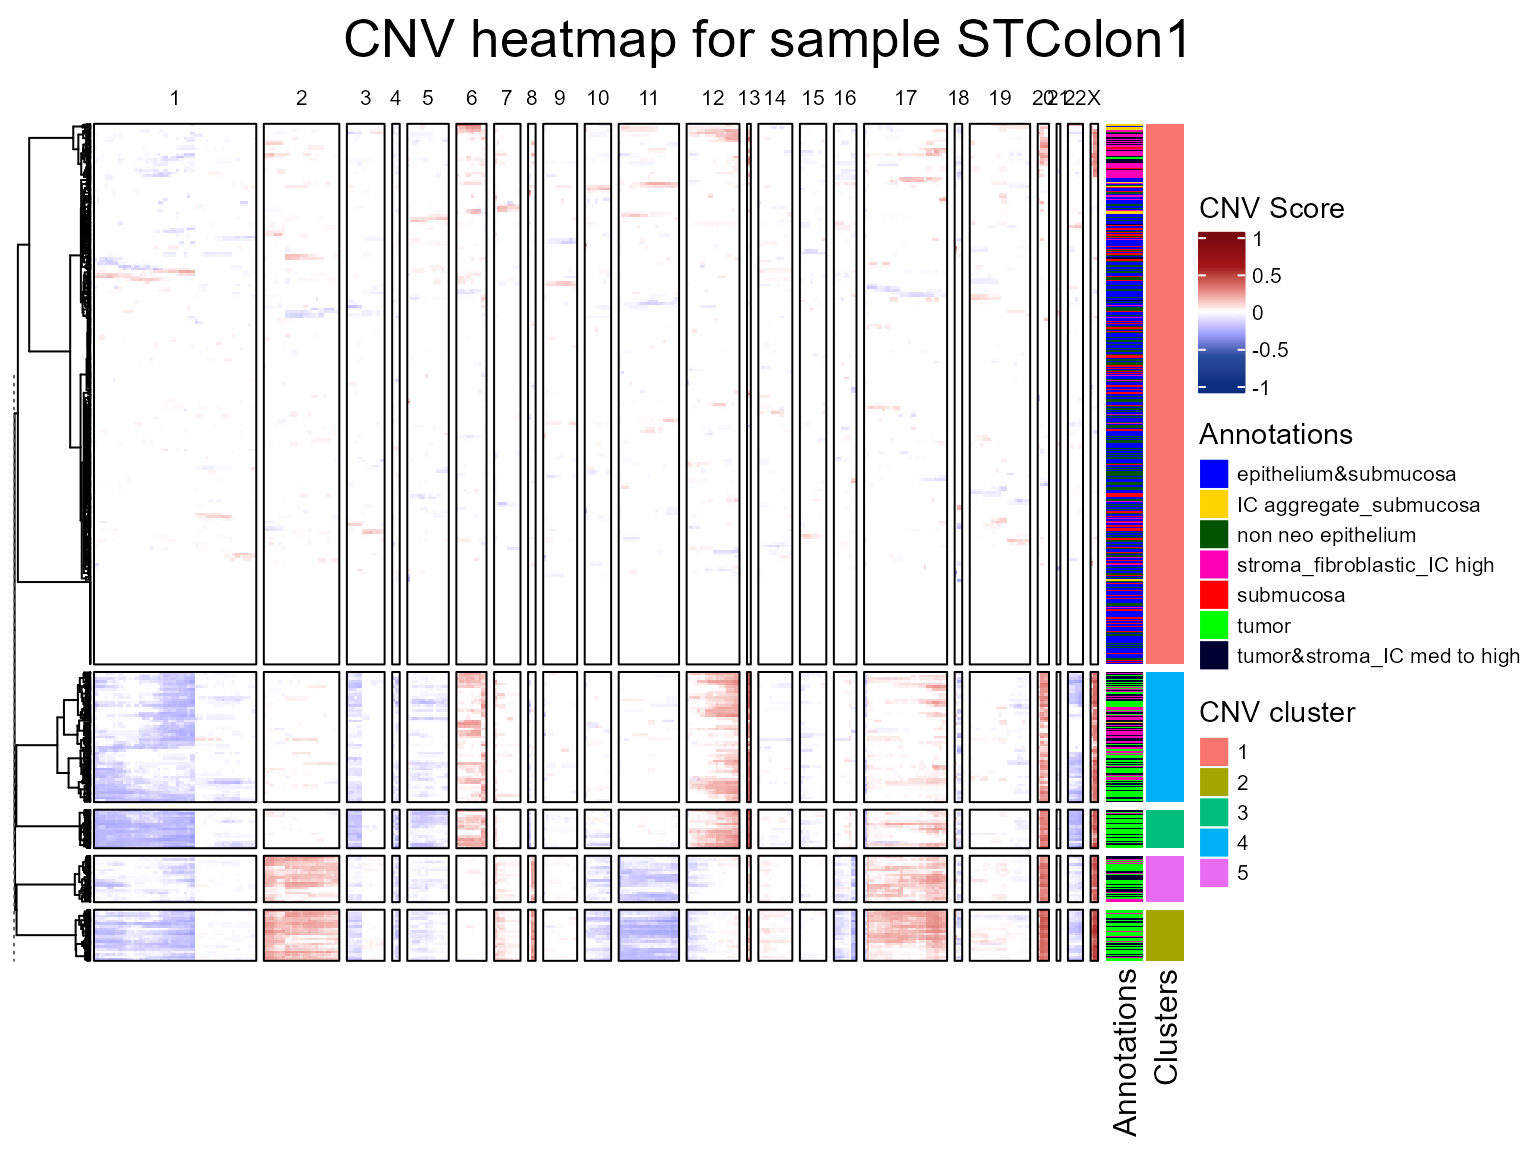 CNV heatmap for sample STColon1
1 2 3 4 5 6 7 8 9 10 11 12 13 14 15 16 17 18 19 20 21 22 X
CNV Score
1
0.5
0
-0.5
-1
Annotations
epithelium&submucosa
IC aggregate_submucosa
non neo epithelium
stroma_fibroblastic_IC high
submucosa
tumor
tumor&stroma_IC med to high
CNV cluster
1
2
3
4
5
Annotations
Clusters